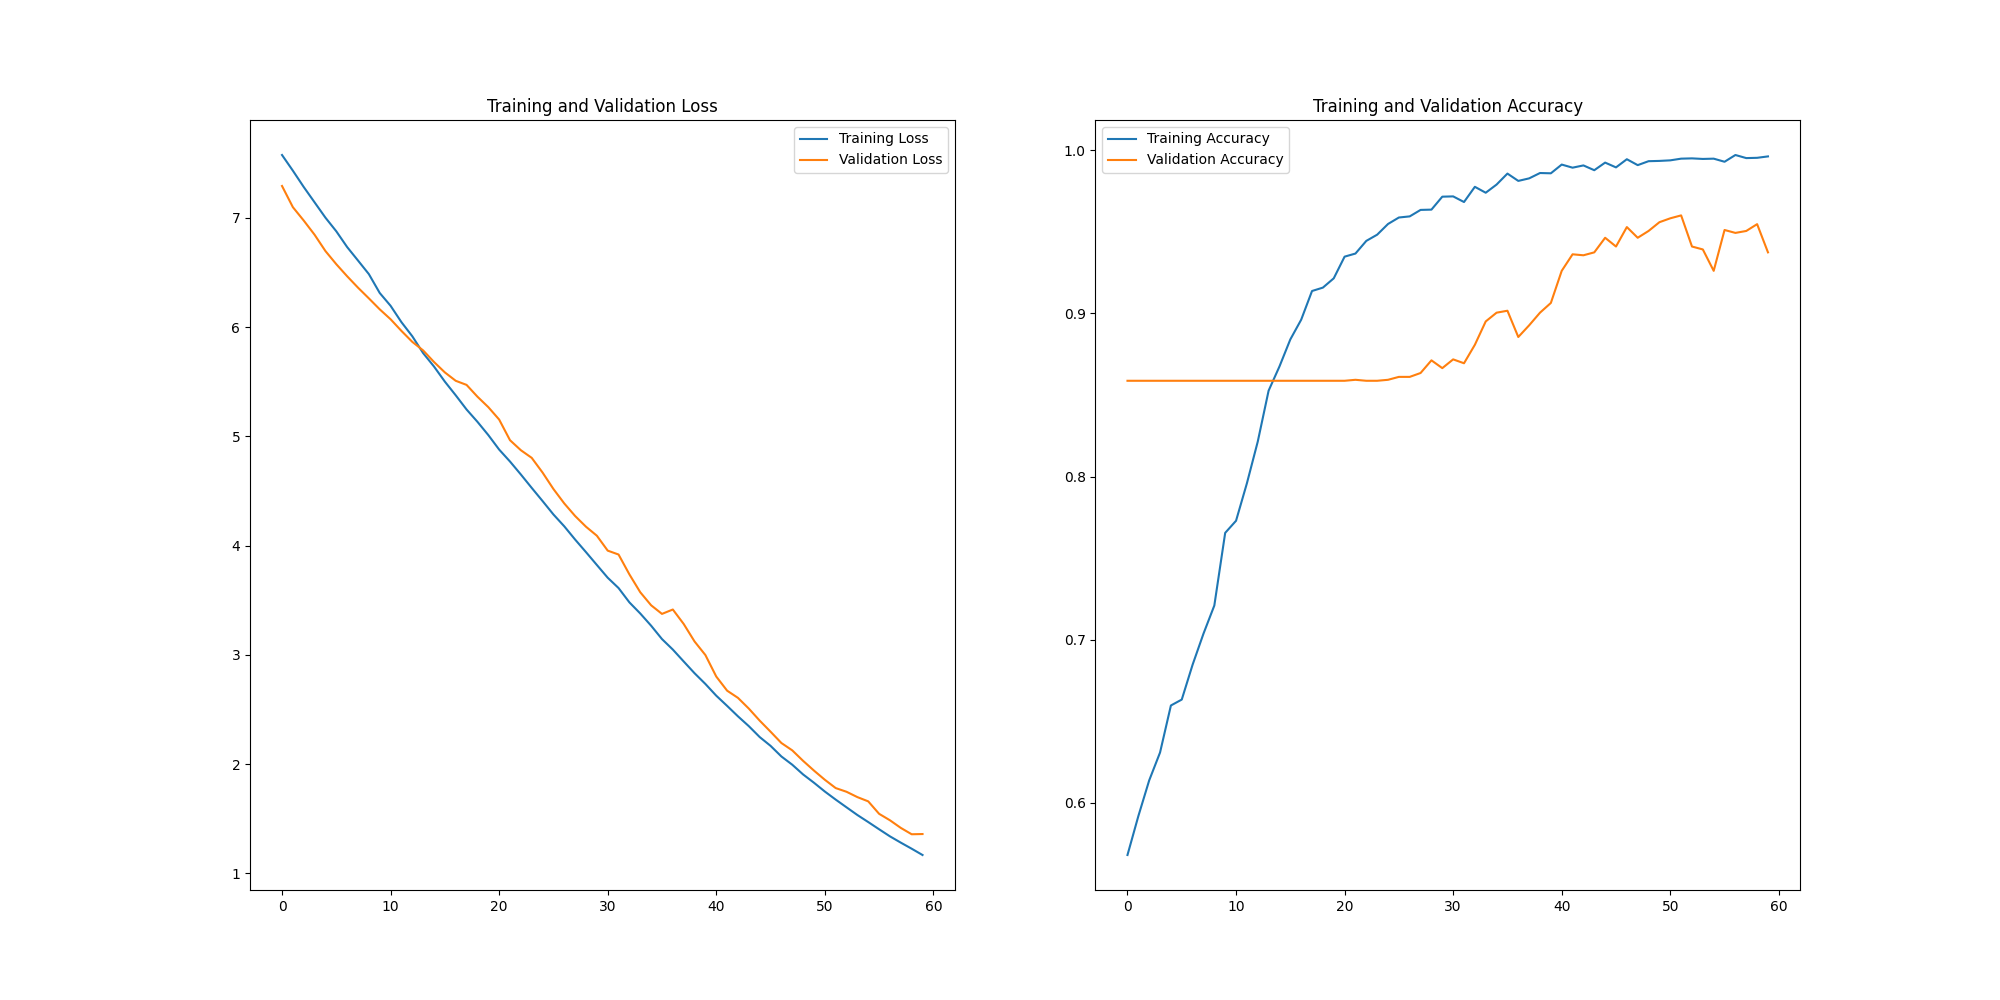 Training and Validation Loss
Training Loss
Validation Loss
7
6
5
4
3
2
1
0 10 20 30 40 50 60
Training and Validation Accuracy
Training Accuracy
Validation Accuracy
1.0
0.9
0.8
0.7
0.6
0 10 20 30 40 50 60